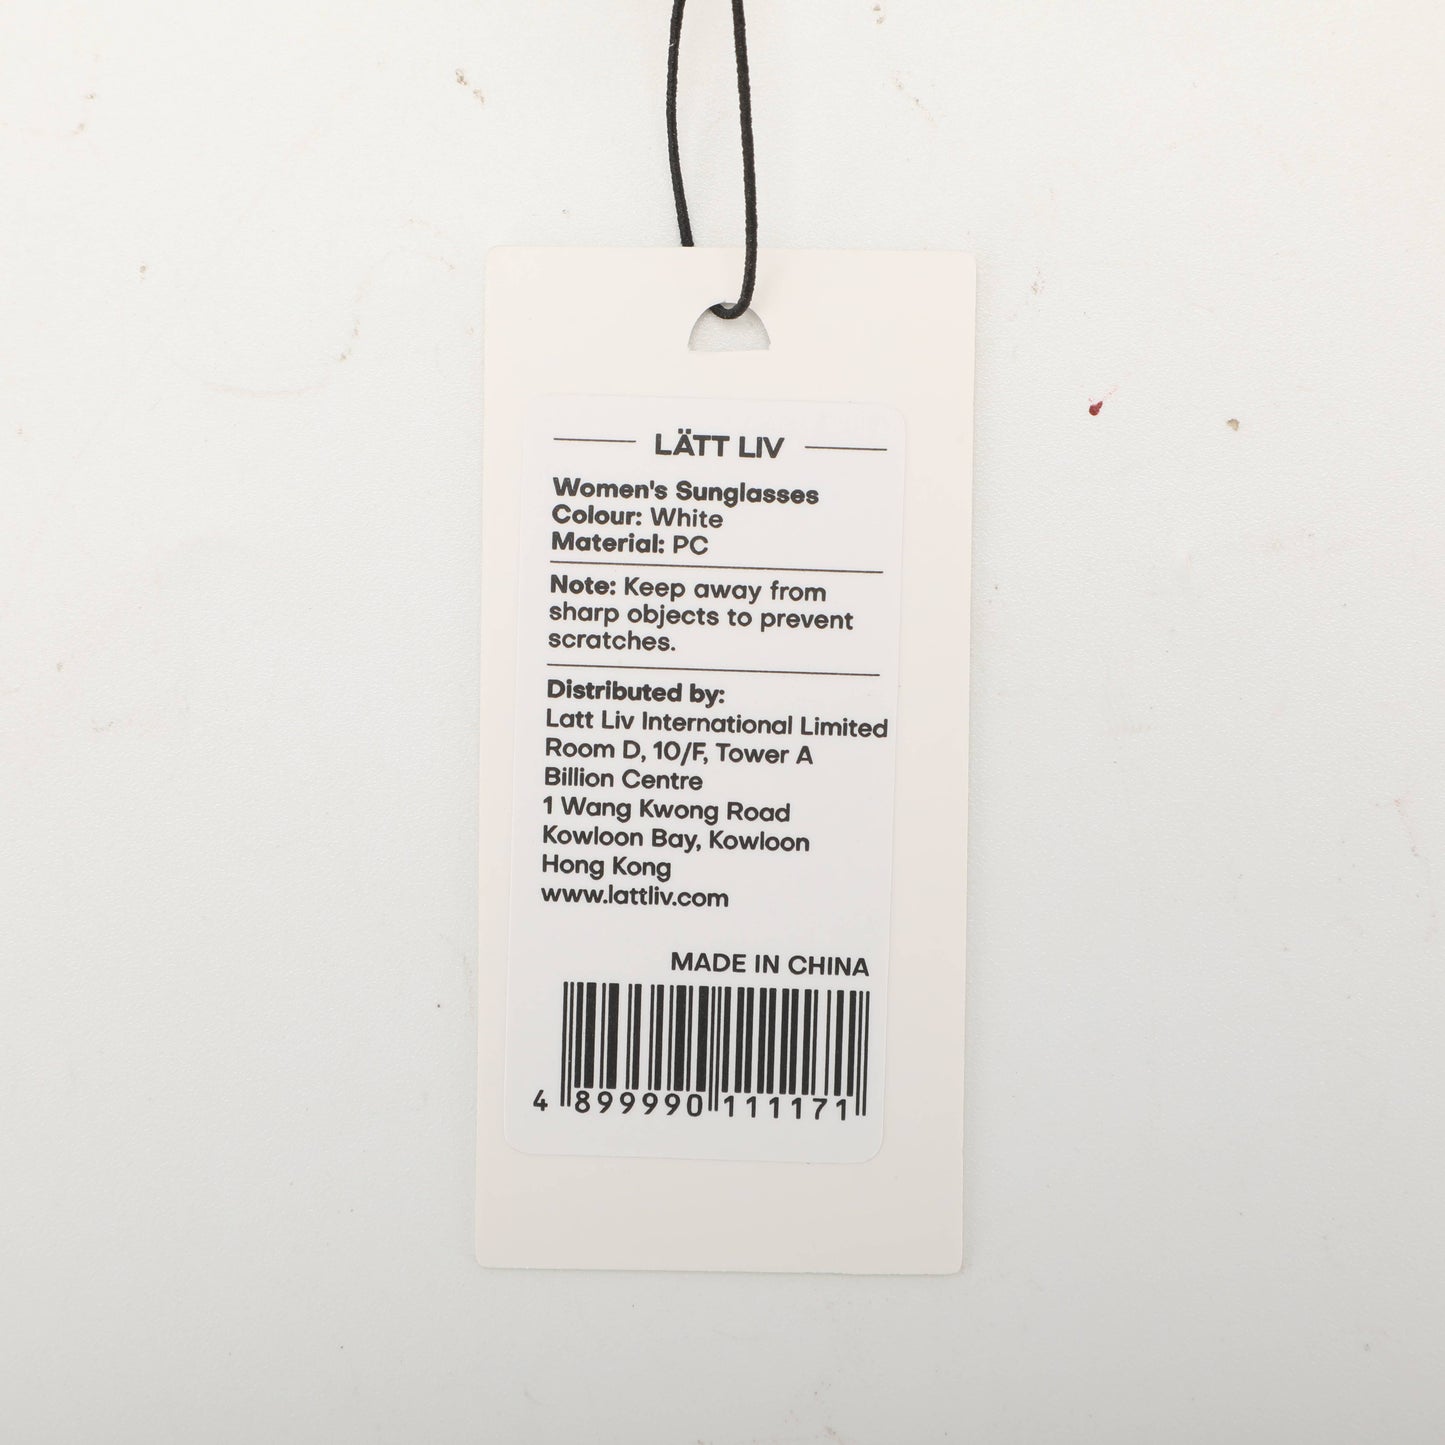 LÄTT LIV
Women's Sunglasses
Colour: White
Material: PC
Note: Keep away from
sharp objects to prevent
scratches.
Distributed by:
Latt Liv International Limited
Room D, 10/F, Tower A
Billion Centre
1 Wang Kwong Road
Kowloon Bay, Kowloon
Hong Kong
www.lattliv.com
MADE IN CHINA
4 899990 111171